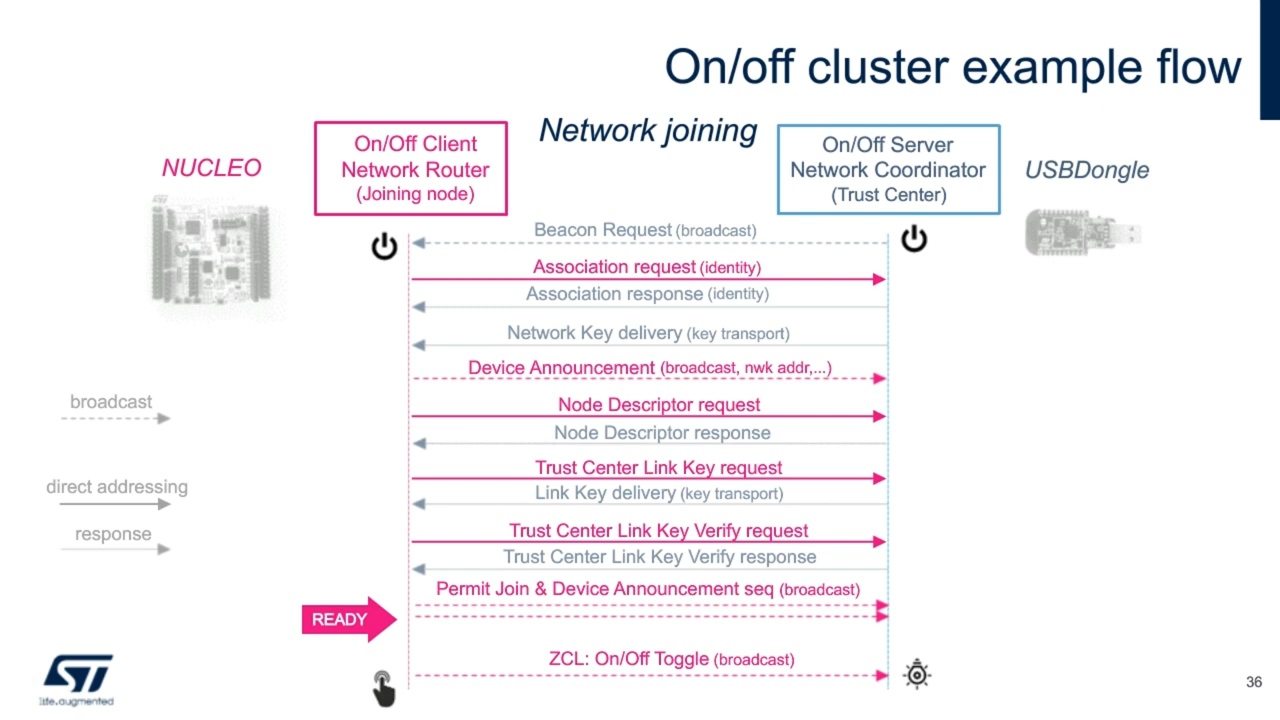 On/off cluster example flow
Network joining
NUCLEO
On/Off Client
Network Router
(Joining node)
On/Off Server
Network Coordinator
(Trust Center)
USBDongle
Beacon Request (broadcast)
Association request (identity)
Association response (identity)
Network Key delivery (key transport)
Device Announcement (broadcast, nwk addr,...)
broadcast
Node Descriptor request
Node Descriptor response
Trust Center Link Key request
direct addressing
Link Key delivery (key transport)
response
Trust Center Link Key Verify request
Trust Center Link Key Verify response
Permit Join & Device Announcement seq (broadcast)
READY
ZCL: On/Off Toggle (broadcast)
ST
life.augmented
36